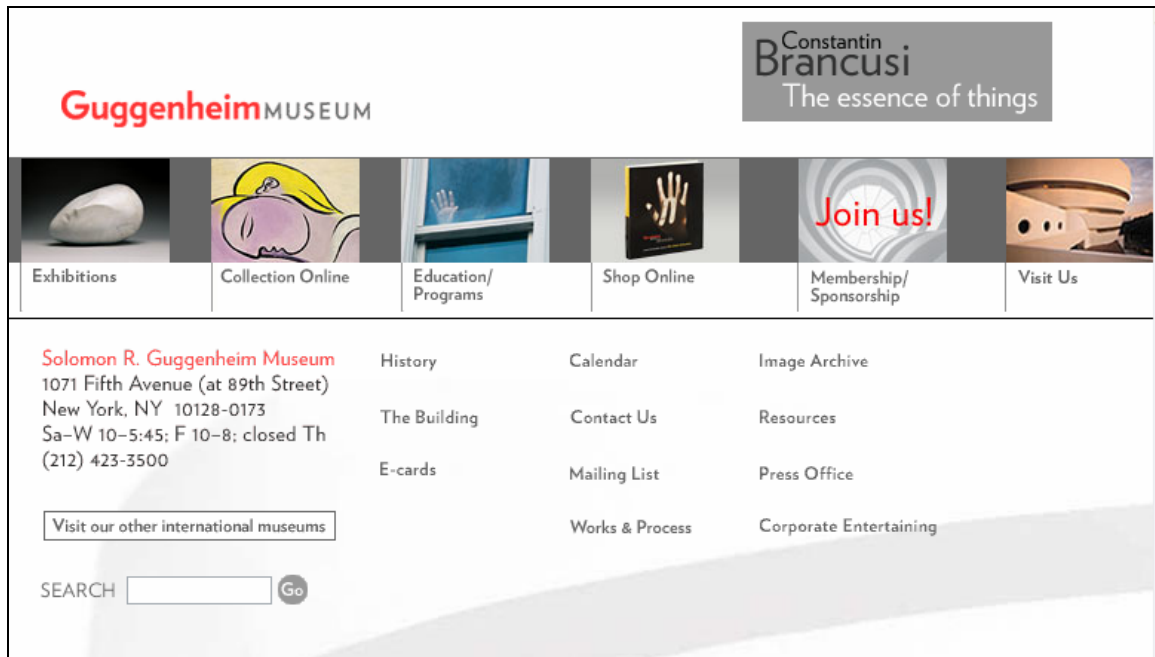 Constantin
Brancusi
The essence of things
GuggenheimMUSEUM
Join us!
Exhibitions
Collection Online
Education/
Programs
Shop Online
Membership/
Sponsorship
Visit Us
Solomon R. Guggenheim Museum
1071 Fifth Avenue (at 89th Street)
New York, NY 10128-0173
Sa–W 10–5:45; F 10–8; closed Th
(212) 423-3500
Visit our other international museums
SEARCH Go
History
The Building
E-cards
Calendar
Contact Us
Mailing List
Works & Process
Image Archive
Resources
Press Office
Corporate Entertaining